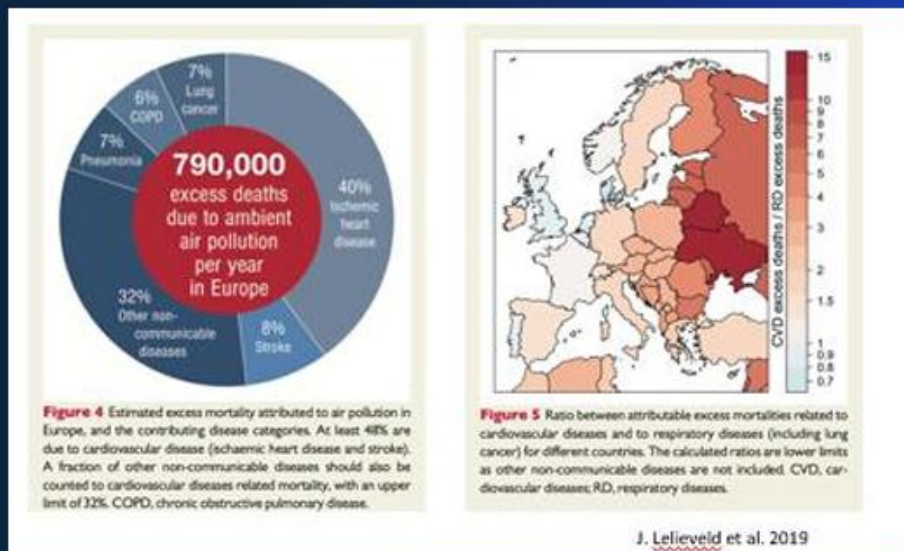 7%
Lung
cancer
6%
COPD
7%
Pneumonia
790,000
excess deaths
due to ambient
air pollution
per year
in Europe
40%
Ischemic
heart
disease
32%
Other non-
communicable
diseases
8%
Stroke
Figure 4 Estimated excess mortality attributed to air pollution in
Europe, and the contributing disease categories. At least 48% are
due to cardiovascular disease (ischaemic heart disease and stroke).
A fraction of other non-communicable diseases should also be
counted to cardiovascular diseases related mortality, with an upper
limit of 32%. COPD, chronic obstructive pulmonary disease.
CVD excess deaths / RD excess deaths
15
10
9
8
7
6
5
4
3
2
1.5
1
0.9
0.8
0.7
Figure 5 Ratio between attributable excess mortalities related to
cardiovascular diseases and to respiratory diseases (including lung
cancer) for different countries. The calculated ratios are lower limits
as other non-communicable diseases are not included. CVD, car-
diovascular diseases; RD, respiratory diseases.
J. Lelieveld et al. 2019